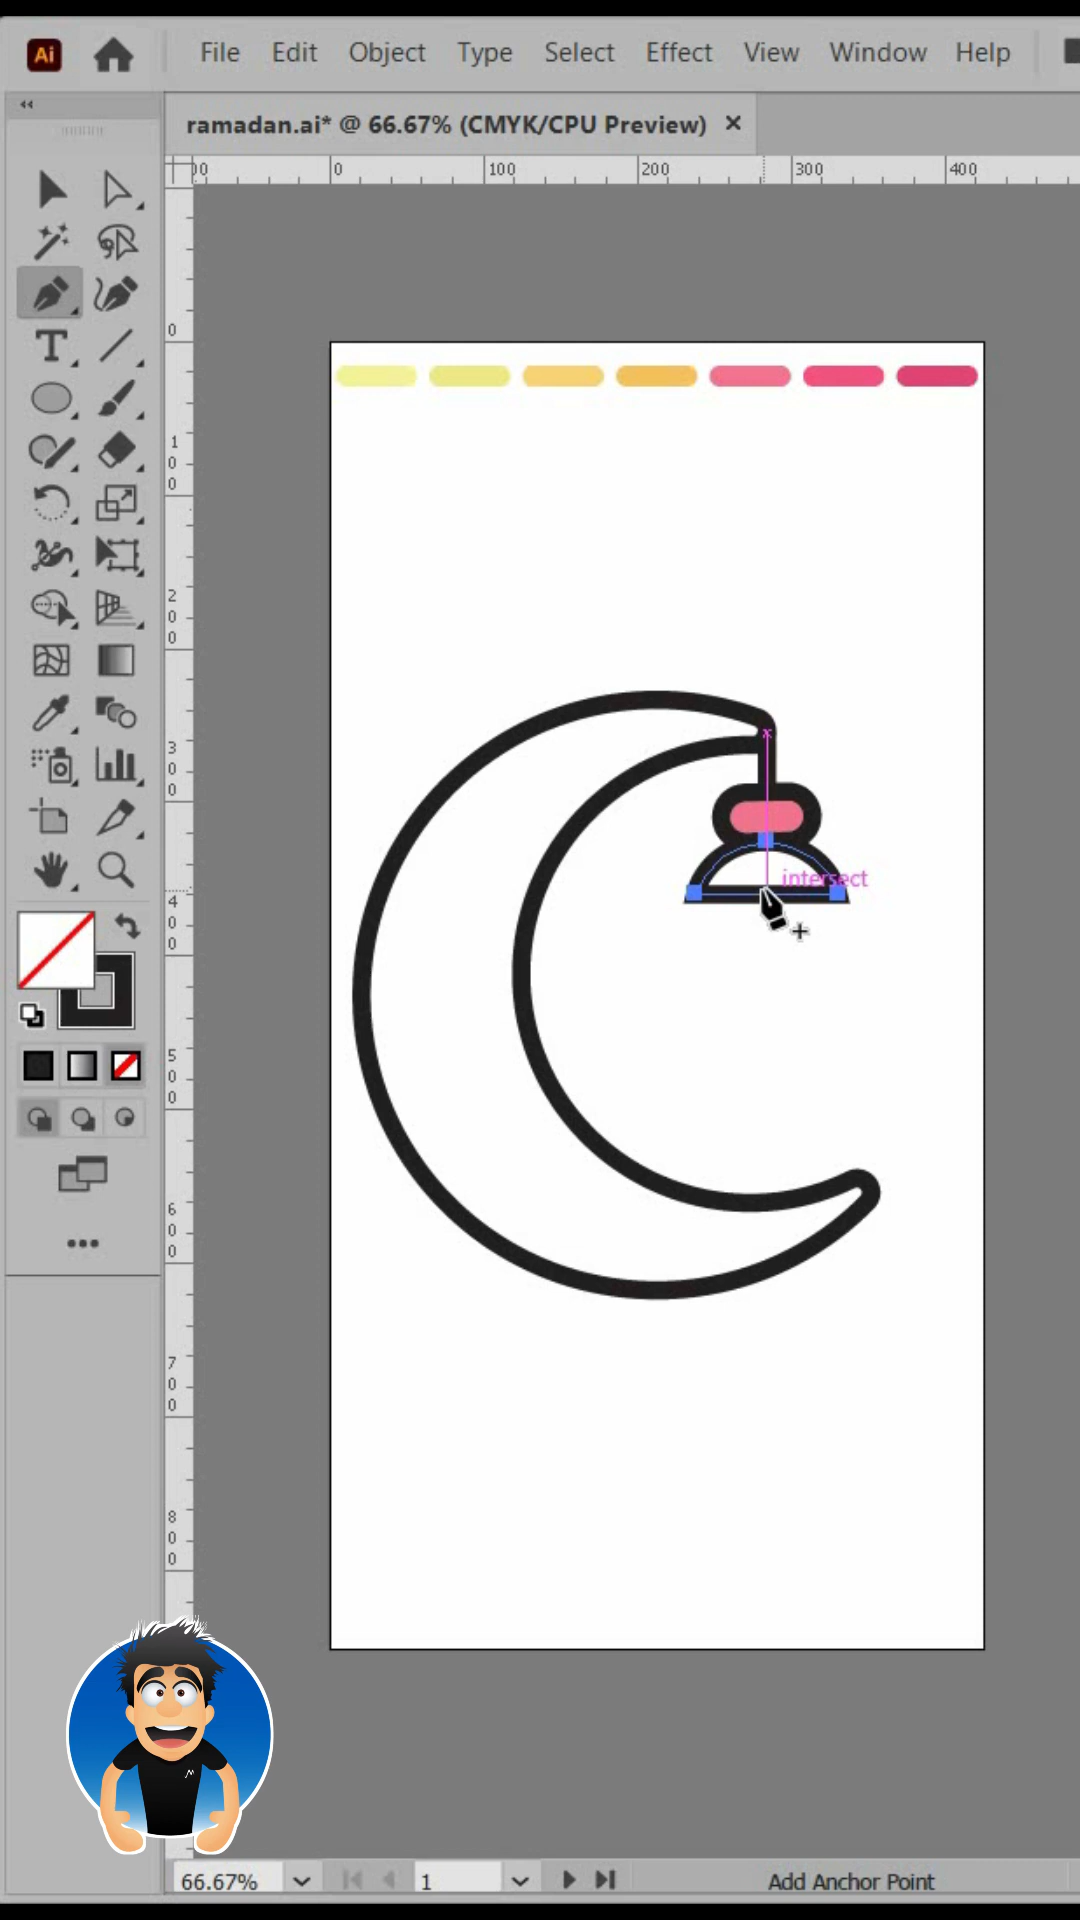 Ai File Edit Object Type Select Effect View Window Help
ramadan.ai* @ 66.67% (CMYK/CPU Preview) ×
00 0 100 200 300 400
0
100
200
300
400
500
600
700
800
T
intersect
66.67% 1 Add Anchor Point